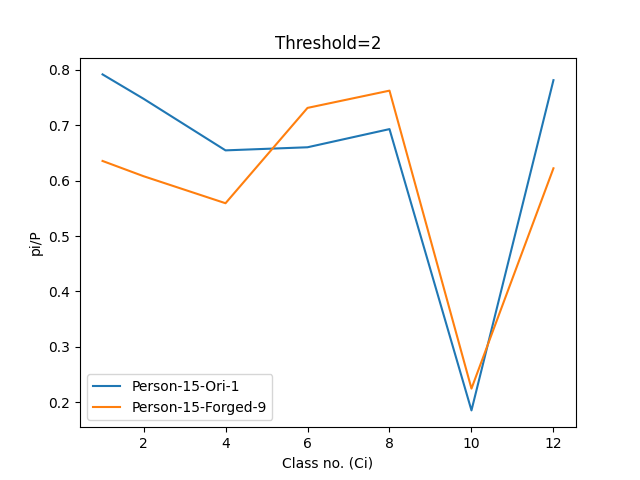 Threshold=2
pi/P
0.8
0.7
0.6
0.5
0.4
0.3
0.2
Person-15-Ori-1
Person-15-Forged-9
2 4 6 8 10 12
Class no. (Ci)